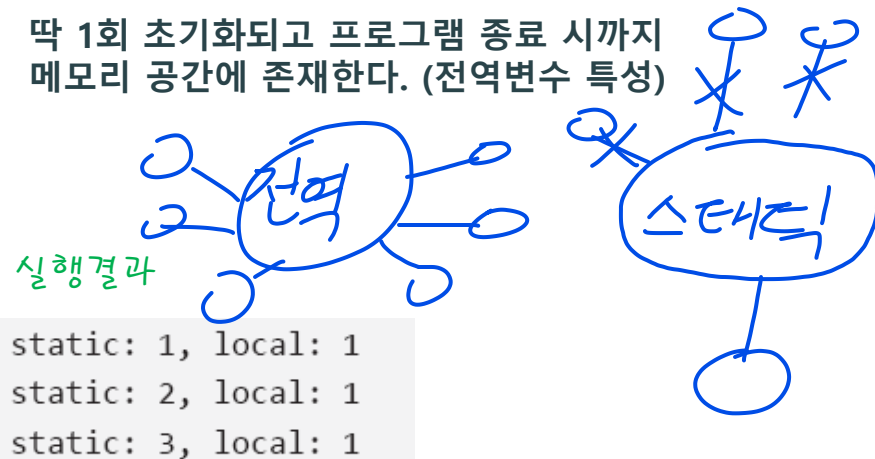 딱 1회 초기화되고 프로그램 종료 시까지
메모리 공간에 존재한다. (전역변수 특성)
전역
스태틱
실행결과
static: 1, local: 1
static: 2, local: 1
static: 3, local: 1